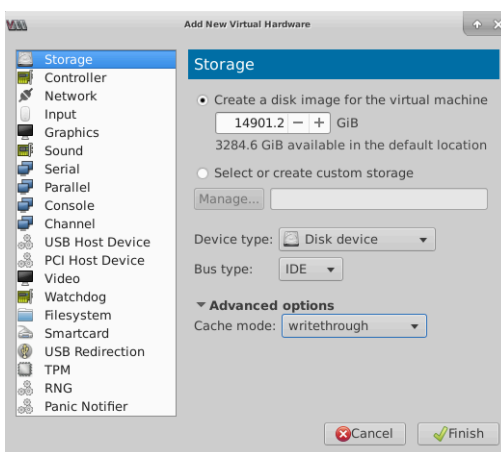 Add New Virtual Hardware
Storage
Controller
Network
Input
Graphics
Sound
Serial
Parallel
Console
Channel
USB Host Device
PCI Host Device
Video
Watchdog
Filesystem
Smartcard
USB Redirection
TPM
RNG
Panic Notifier
Storage
Create a disk image for the virtual machine
14901.2 − + GiB
3284.6 GiB available in the default location
Select or create custom storage
Manage...
Device type: Disk device
Bus type: IDE
Advanced options
Cache mode: writethrough
Cancel Finish